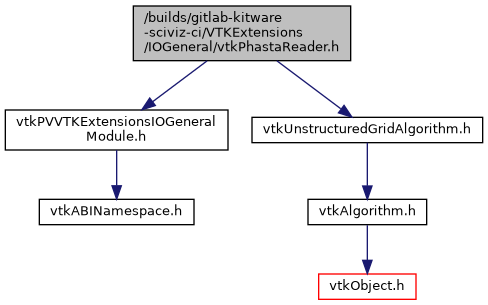 /builds/gitlab-kitware
-sciviz-ci/VTKExtensions
/IOGeneral/vtkPhastaReader.h
vtkPVVTKExtensionsIOGeneral
Module.h
vtkUnstructuredGridAlgorithm.h
vtkABINamespace.h
vtkAlgorithm.h
vtkObject.h